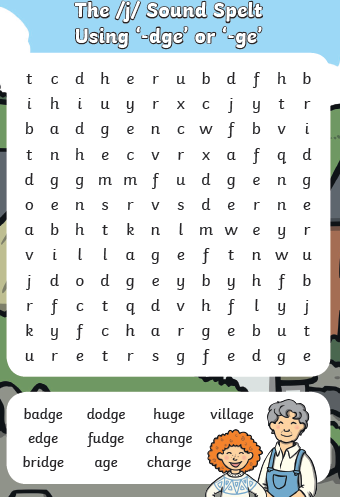 The /j/ Sound Spelt
Using ‘-dge’ or ‘-ge’
t c d h e r u b d f h b
i h i u y r x c j y t r
b a d g e n c w f b v i
t n h e c v r x a f q d
d g g m m f u d g e n g
o e n s r v s d e r n e
a b h t k n l m w e y r
v i l l a g e f t n w u
j d o d g e y b y h f b
r f c t q d v h f l y j
k y f c h a r g e b u t
u r e t r s g f e d g e
badge dodge huge village
edge fudge change
bridge age charge